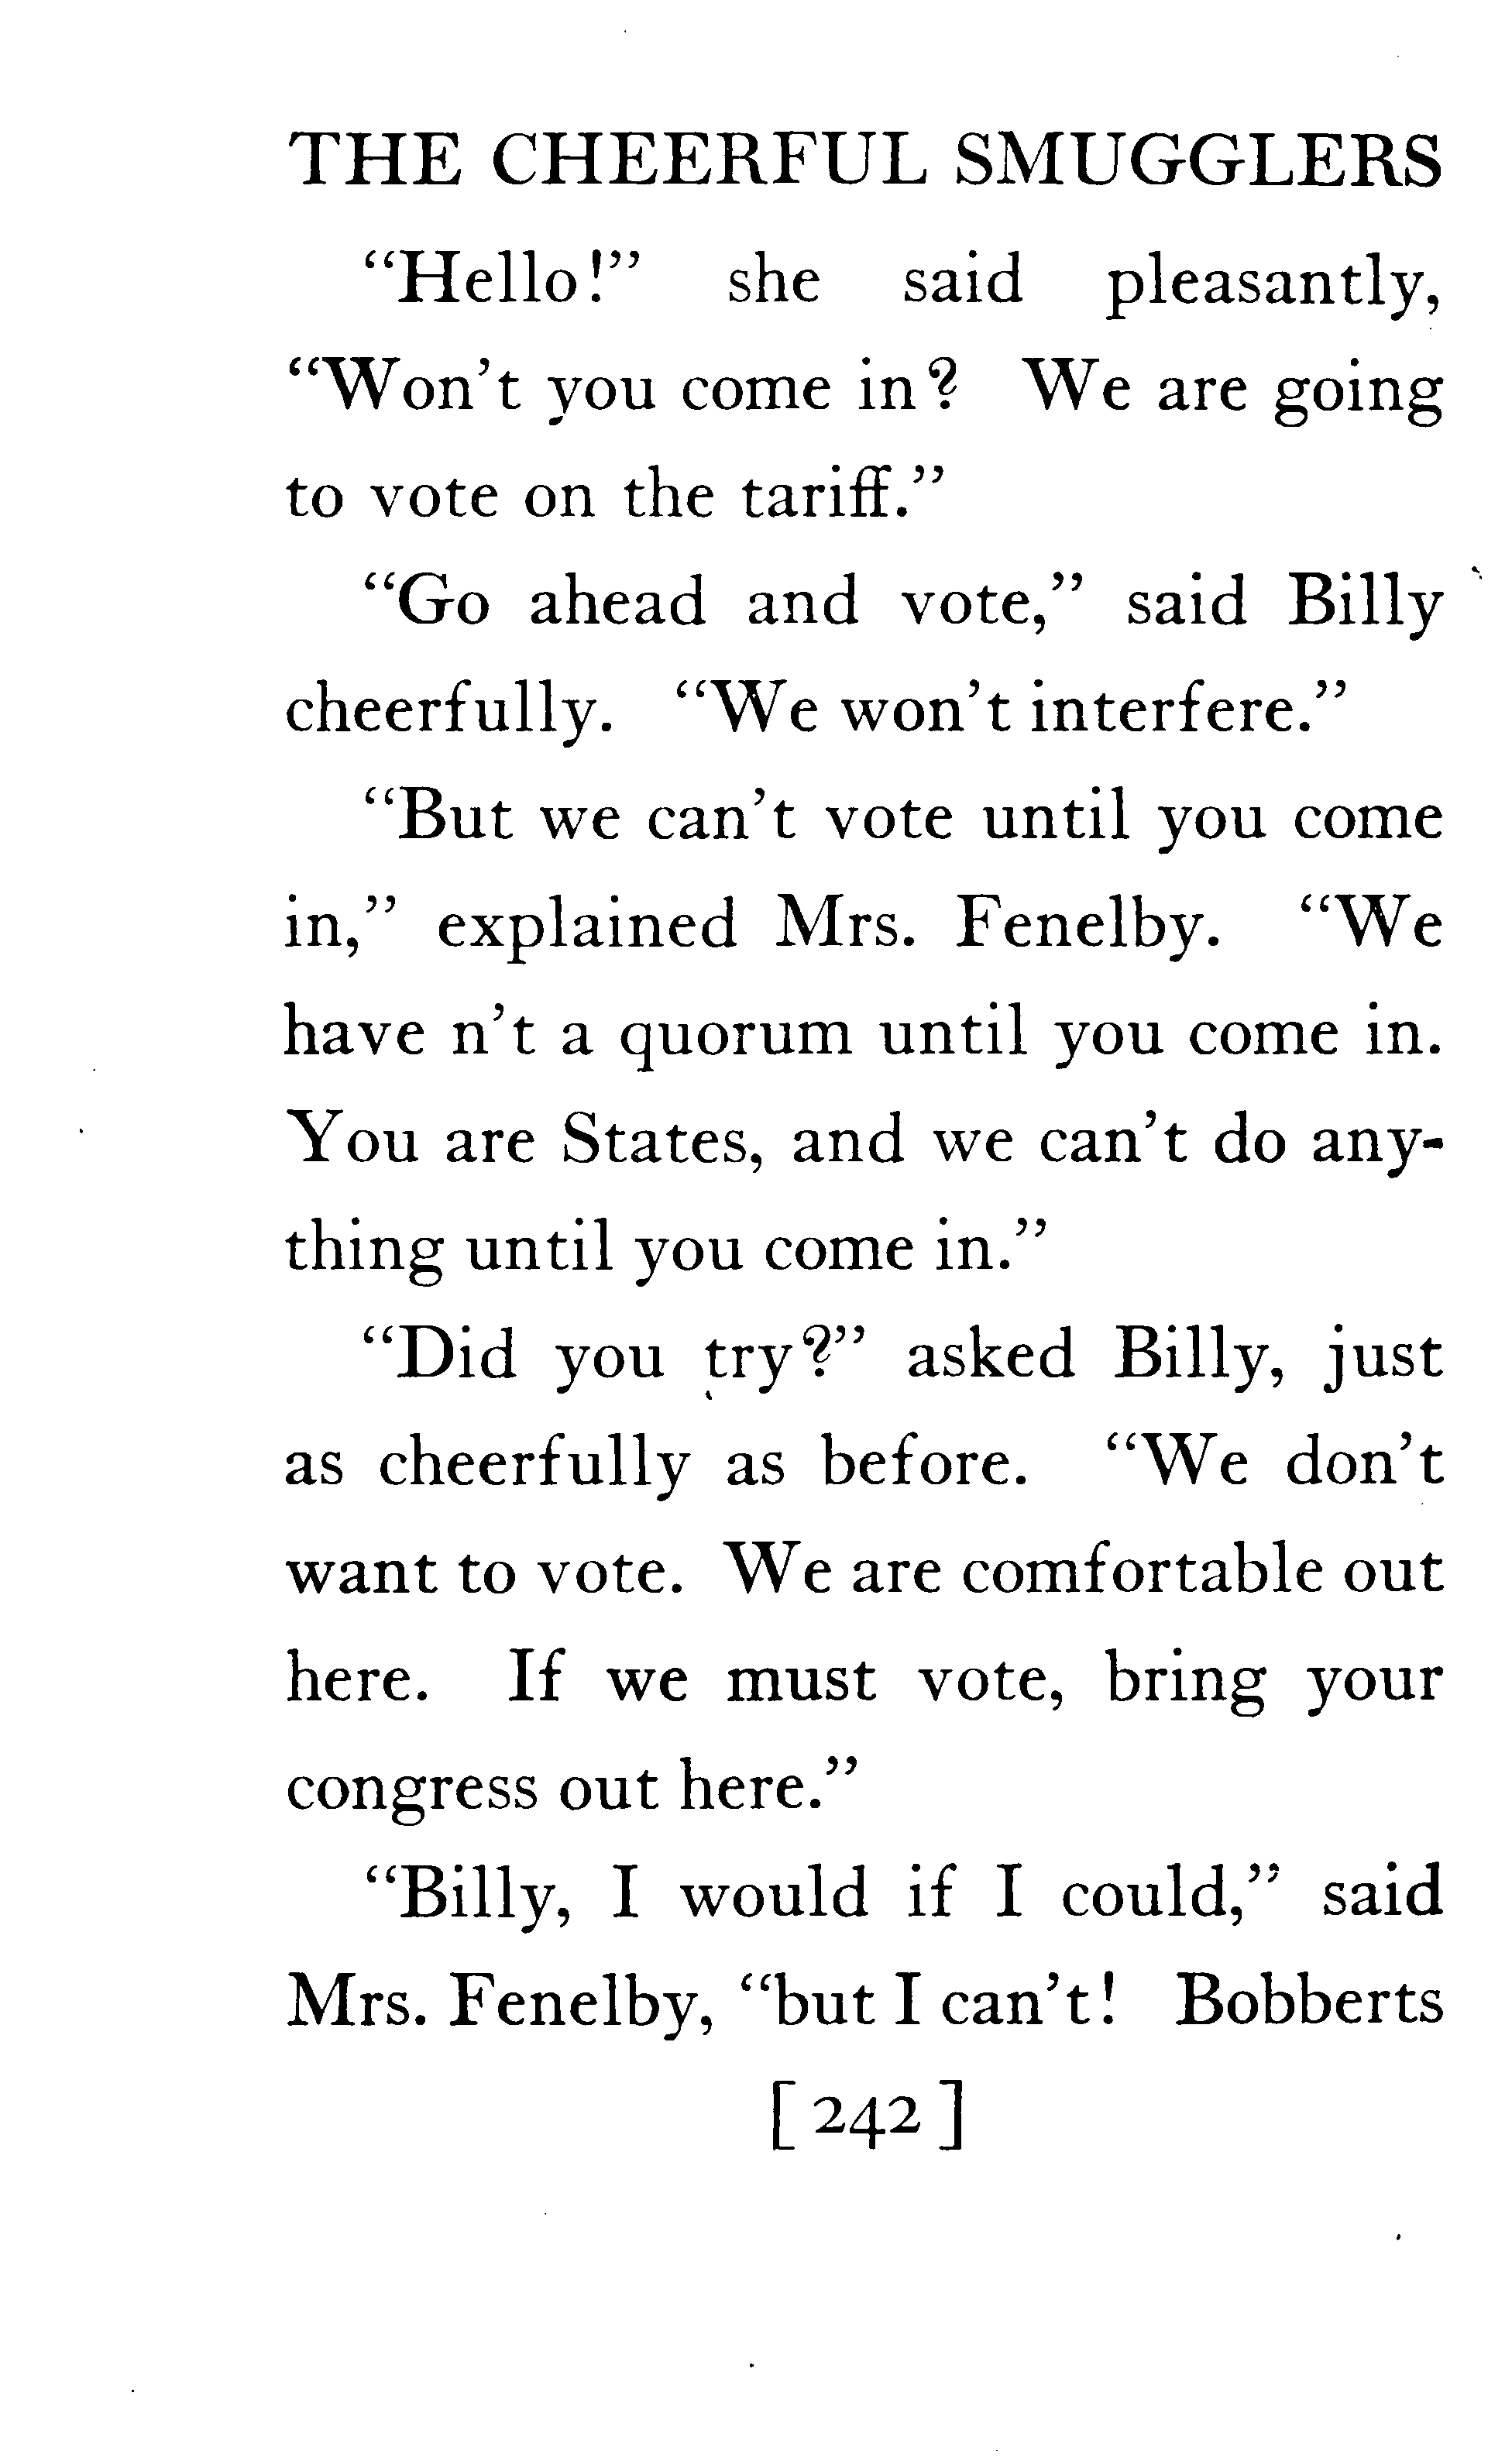 THE CHEERFUL SMUGGLERS
“Hello!” she said pleasantly,
“Won’t you come in? We are going
to vote on the tariff.”
“Go ahead and vote,” said Billy
cheerfully. “We won’t interfere.”
“But we can’t vote until you come
in,” explained Mrs. Fenelby. “We
have n’t a quorum until you come in.
You are States, and we can’t do any-
thing until you come in.”
“Did you try?” asked Billy, just
as cheerfully as before. “We don’t
want to vote. We are comfortable out
here. If we must vote, bring your
congress out here.”
“Billy, I would if I could,” said
Mrs. Fenelby, “but I can’t! Bobberts
[242]